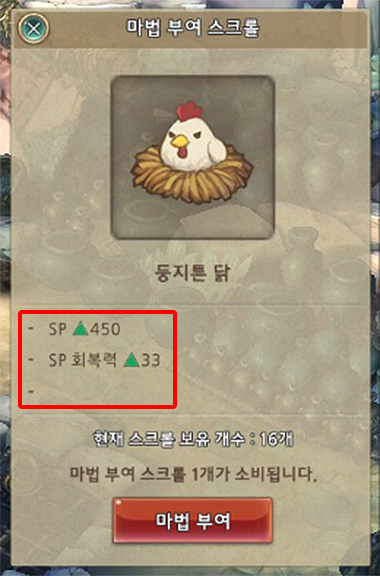 마법 부여 스크롤
둥지튼 닭
- SP ▲450
- SP 회복력 ▲33
-
현재 스크롤 보유 개수 : 16개
마법 부여 스크롤 1개가 소비됩니다.
마법 부여